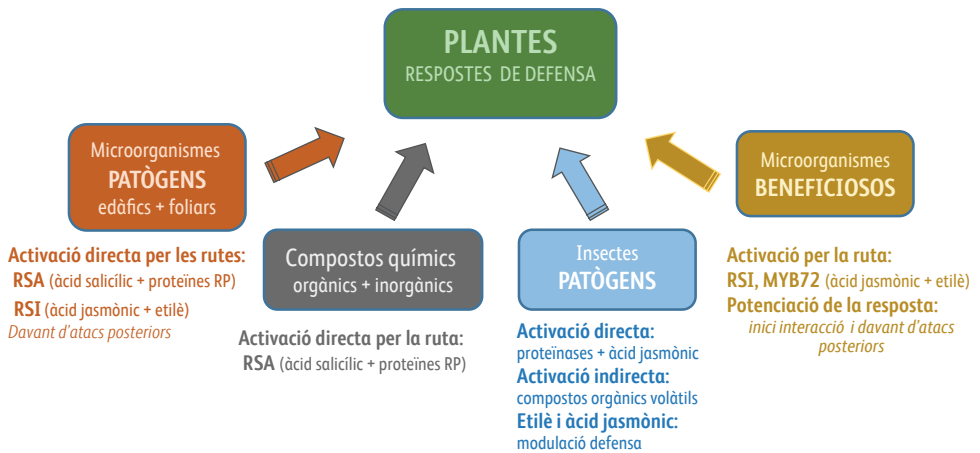 PLANTES
RESPOSTES DE DEFENSA
Microorganismes
PATÒGENS
edàfics + foliars
Activació directa per les rutes:
RSA (àcid salicílic + proteïnes RP)
RSI (àcid jasmònic + etilè)
Davant d'atacs posteriors
Compostos químics
orgànics + inorgànics
Activació directa per la ruta:
RSA (àcid salicílic + proteïnes RP)
Insectes
PATÒGENS
Activació directa:
proteïnases + àcid jasmònic
Activació indirecta:
compostos orgànics volàtils
Etilè i àcid jasmònic:
modulació defensa
Microorganismes
BENEFICIOSOS
Activació per la ruta:
RSI, MYB72 (àcid jasmònic + etilè)
Potenciació de la resposta:
inici interacció i davant d'atacs
posteriors